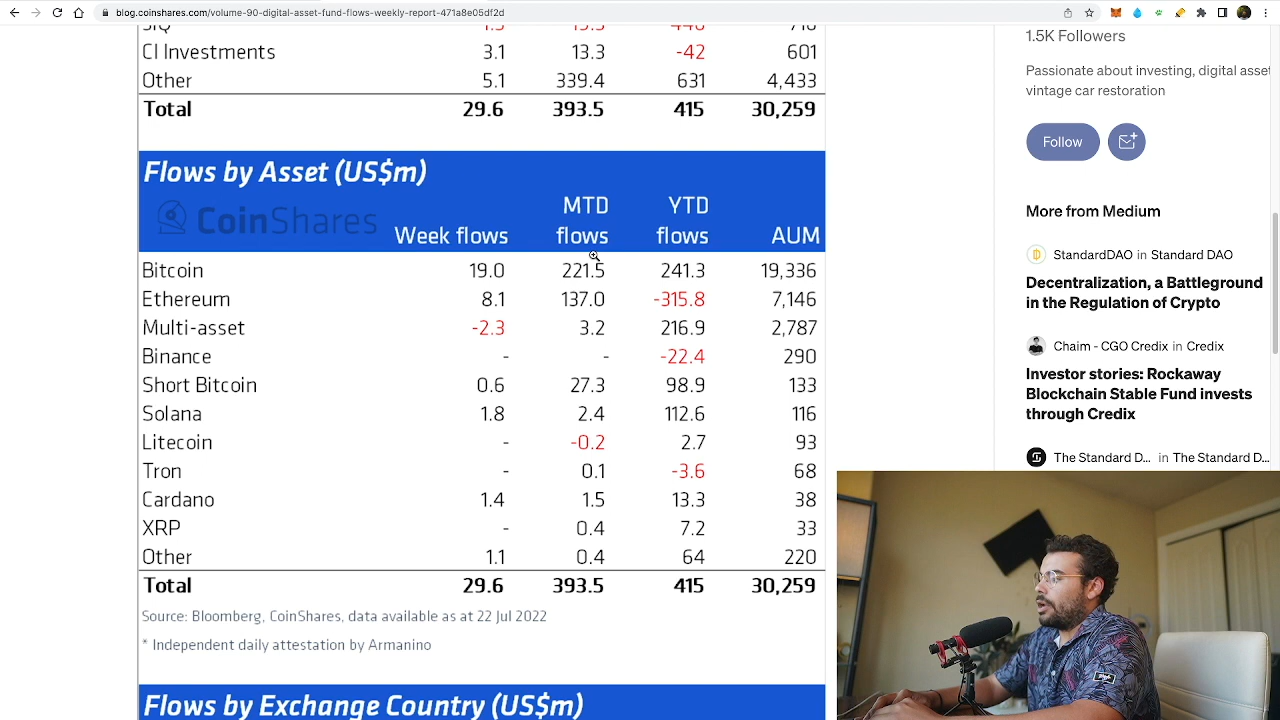 blog.coinshares.com/volume-90-digital-asset-fund-flows-weekly-report-471a8e05df2d
CI Investments 3.1 13.3 -42 601
Other 5.1 339.4 631 4,433
Total 29.6 393.5 415 30,259
Flows by Asset (US$m)
CoinShares
Week flows MTD flows YTD flows AUM
Bitcoin 19.0 221.5 241.3 19,336
Ethereum 8.1 137.0 -315.8 7,146
Multi-asset -2.3 3.2 216.9 2,787
Binance - - -22.4 290
Short Bitcoin 0.6 27.3 98.9 133
Solana 1.8 2.4 112.6 116
Litecoin - -0.2 2.7 93
Tron - 0.1 -3.6 68
Cardano 1.4 1.5 13.3 38
XRP - 0.4 7.2 33
Other 1.1 0.4 64 220
Total 29.6 393.5 415 30,259
Source: Bloomberg, CoinShares, data available as at 22 Jul 2022
* Independent daily attestation by Armanino
Flows by Exchange Country (US$m)
1.5K Followers
Passionate about investing, digital asset
vintage car restoration
Follow
More from Medium
StandardDAO in Standard DAO
Decentralization, a Battleground
in the Regulation of Crypto
Chaim - CGO Credix in Credix
Investor stories: Rockaway
Blockchain Stable Fund invests
through Credix
The Standard D... in The Standard D...